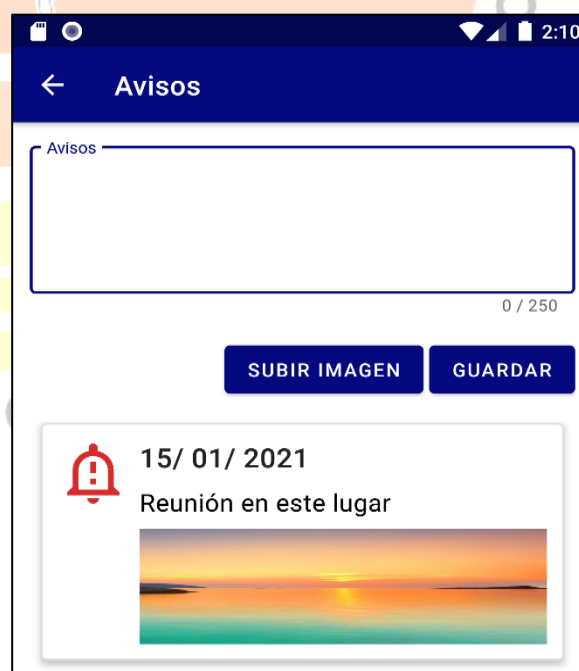 2:10
Avisos
Avisos
0 / 250
SUBIR IMAGEN
GUARDAR
15/ 01/ 2021
Reunión en este lugar